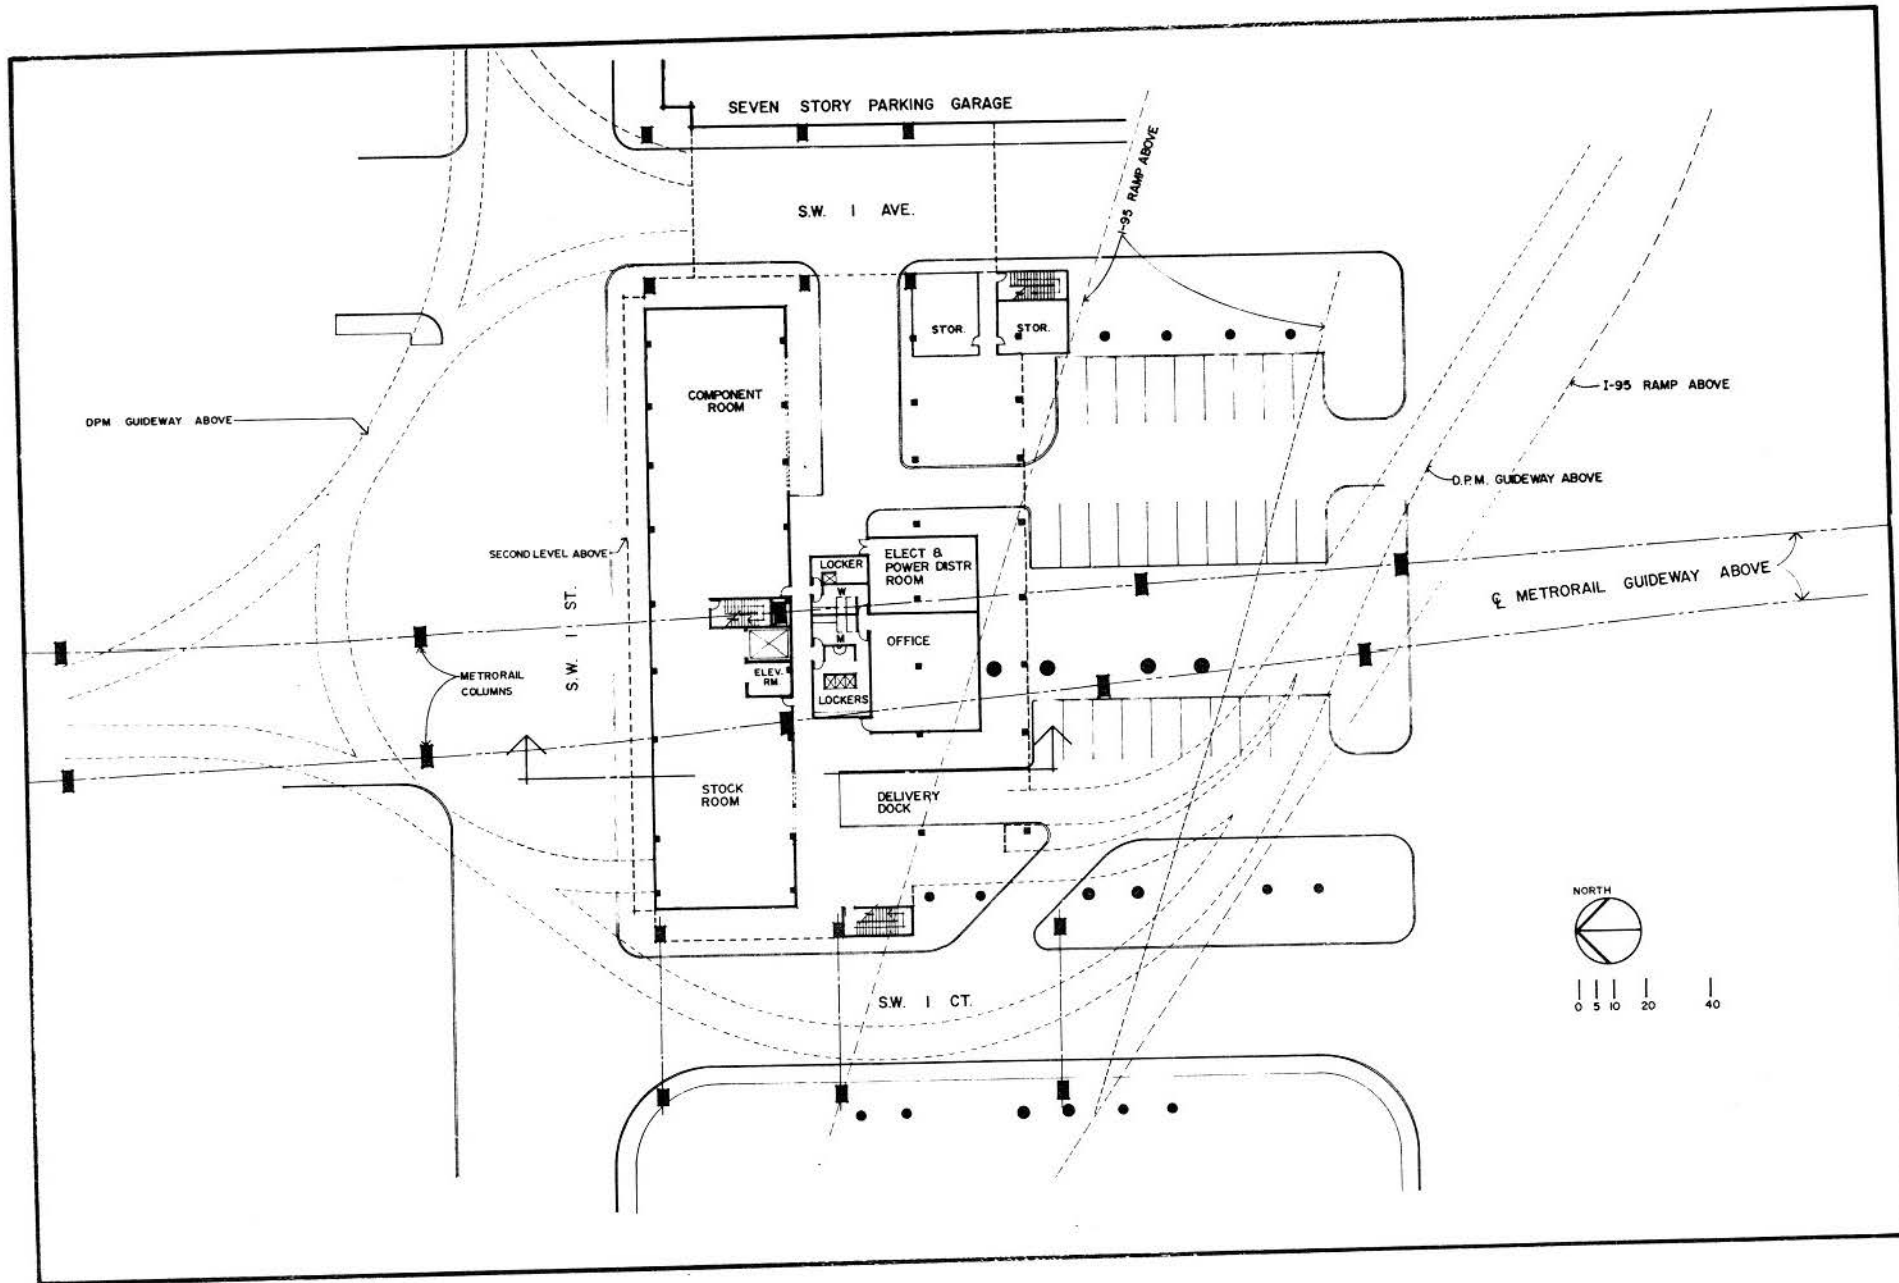 SEVEN STORY PARKING GARAGE
I-95 RAMP ABOVE
S.W. 1 AVE.
STOR.
STOR.
COMPONENT
ROOM
I-95 RAMP ABOVE
DPM GUIDEWAY ABOVE
D.P.M. GUIDEWAY ABOVE
SECOND LEVEL ABOVE
LOCKER
ELECT &
POWER DISTR
ROOM
W
S.W. 1 ST.
℄ METRORAIL GUIDEWAY ABOVE
M
OFFICE
METRORAIL
COLUMNS
ELEV.
RM.
LOCKERS
STOCK
ROOM
DELIVERY
DOCK
NORTH
S.W. 1 CT.
0 5 10 20 40